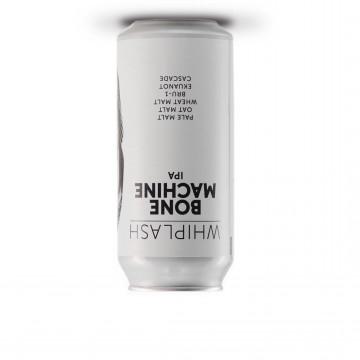 WHIPLASH
BONE
MACHINE
IPA
PALE MALT
OAT MALT
WHEAT MALT
BRU-1
EKUANOT
CASCADE